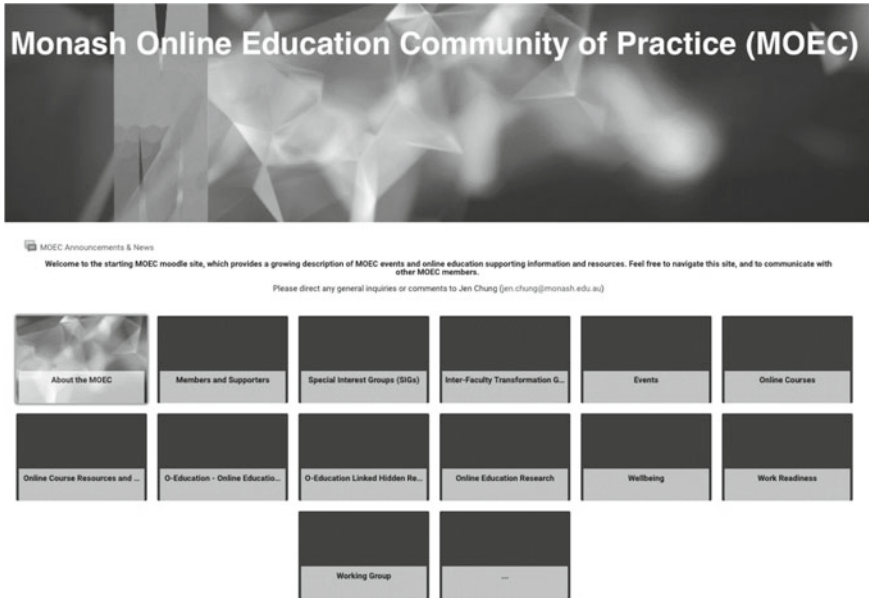 Monash Online Education Community of Practice (MOEC)
MOEC Announcements & News
Welcome to the starting MOEC moodle site, which provides a growing description of MOEC events and online education supporting information and resources. Feel free to navigate this site, and to communicate with
other MOEC members.
Please direct any general inquiries or comments to Jen Chung (jen.chung@monash.edu.au)
About the MOEC
Members and Supporters
Special Interest Groups (SIGs)
Inter-Faculty Transformation G...
Events
Online Courses
Online Course Resources and ...
O-Education - Online Educatio...
O-Education Linked Hidden Re...
Online Education Research
Wellbeing
Work Readiness
Working Group
...